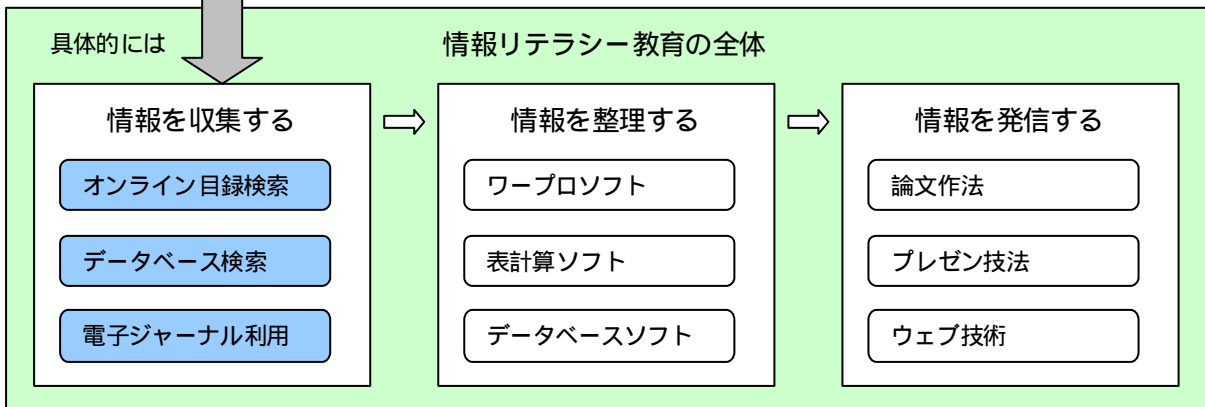 具体的には
情報リテラシー教育の全体
情報を収集する
オンライン目録検索
データベース検索
電子ジャーナル利用
情報を整理する
ワープロソフト
表計算ソフト
データベースソフト
情報を発信する
論文作法
プレゼン技法
ウェブ技術